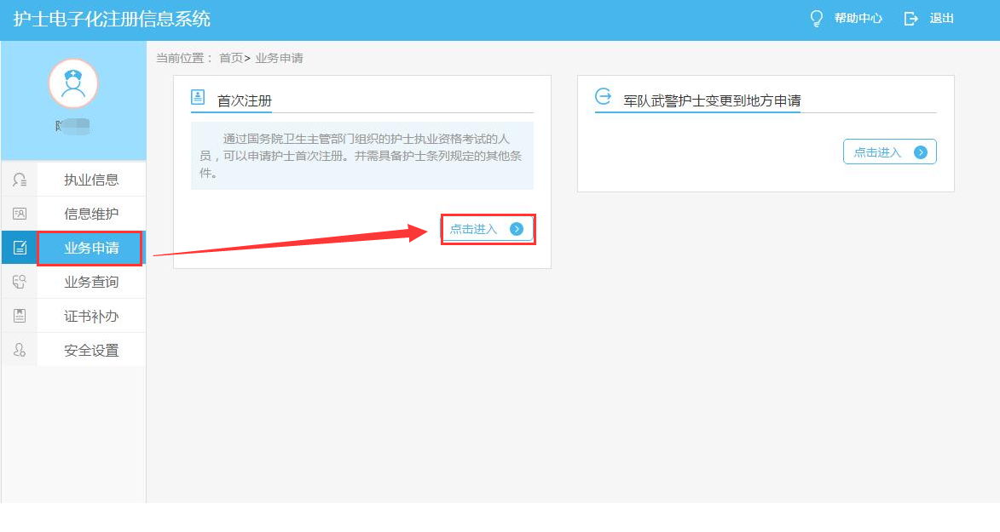 护士电子化注册信息系统
帮助中心
退出
当前位置： 首页> 业务申请
执业信息
信息维护
业务申请
业务查询
证书补办
安全设置
首次注册
通过国务院卫生主管部门组织的护士执业资格考试的人
员，可以申请护士首次注册。并需具备护士条列规定的其他条
件。
点击进入
军队武警护士变更到地方申请
点击进入